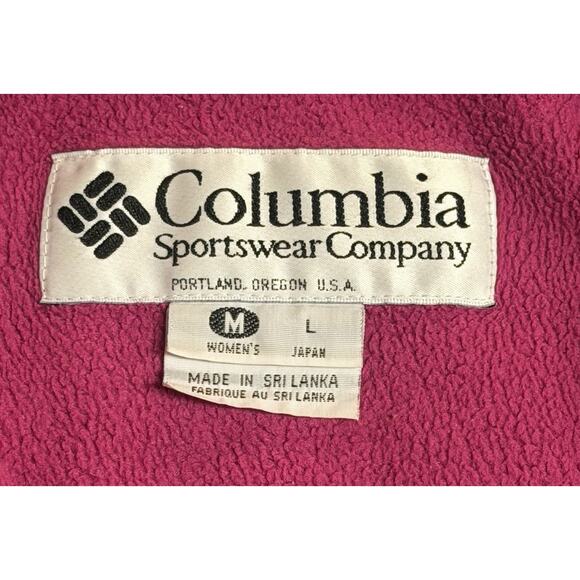 Columbia
Sportswear Company
PORTLAND, OREGON U.S.A.
M L
WOMEN'S JAPAN
MADE IN SRI LANKA
FABRIQUE AU SRI LANKA